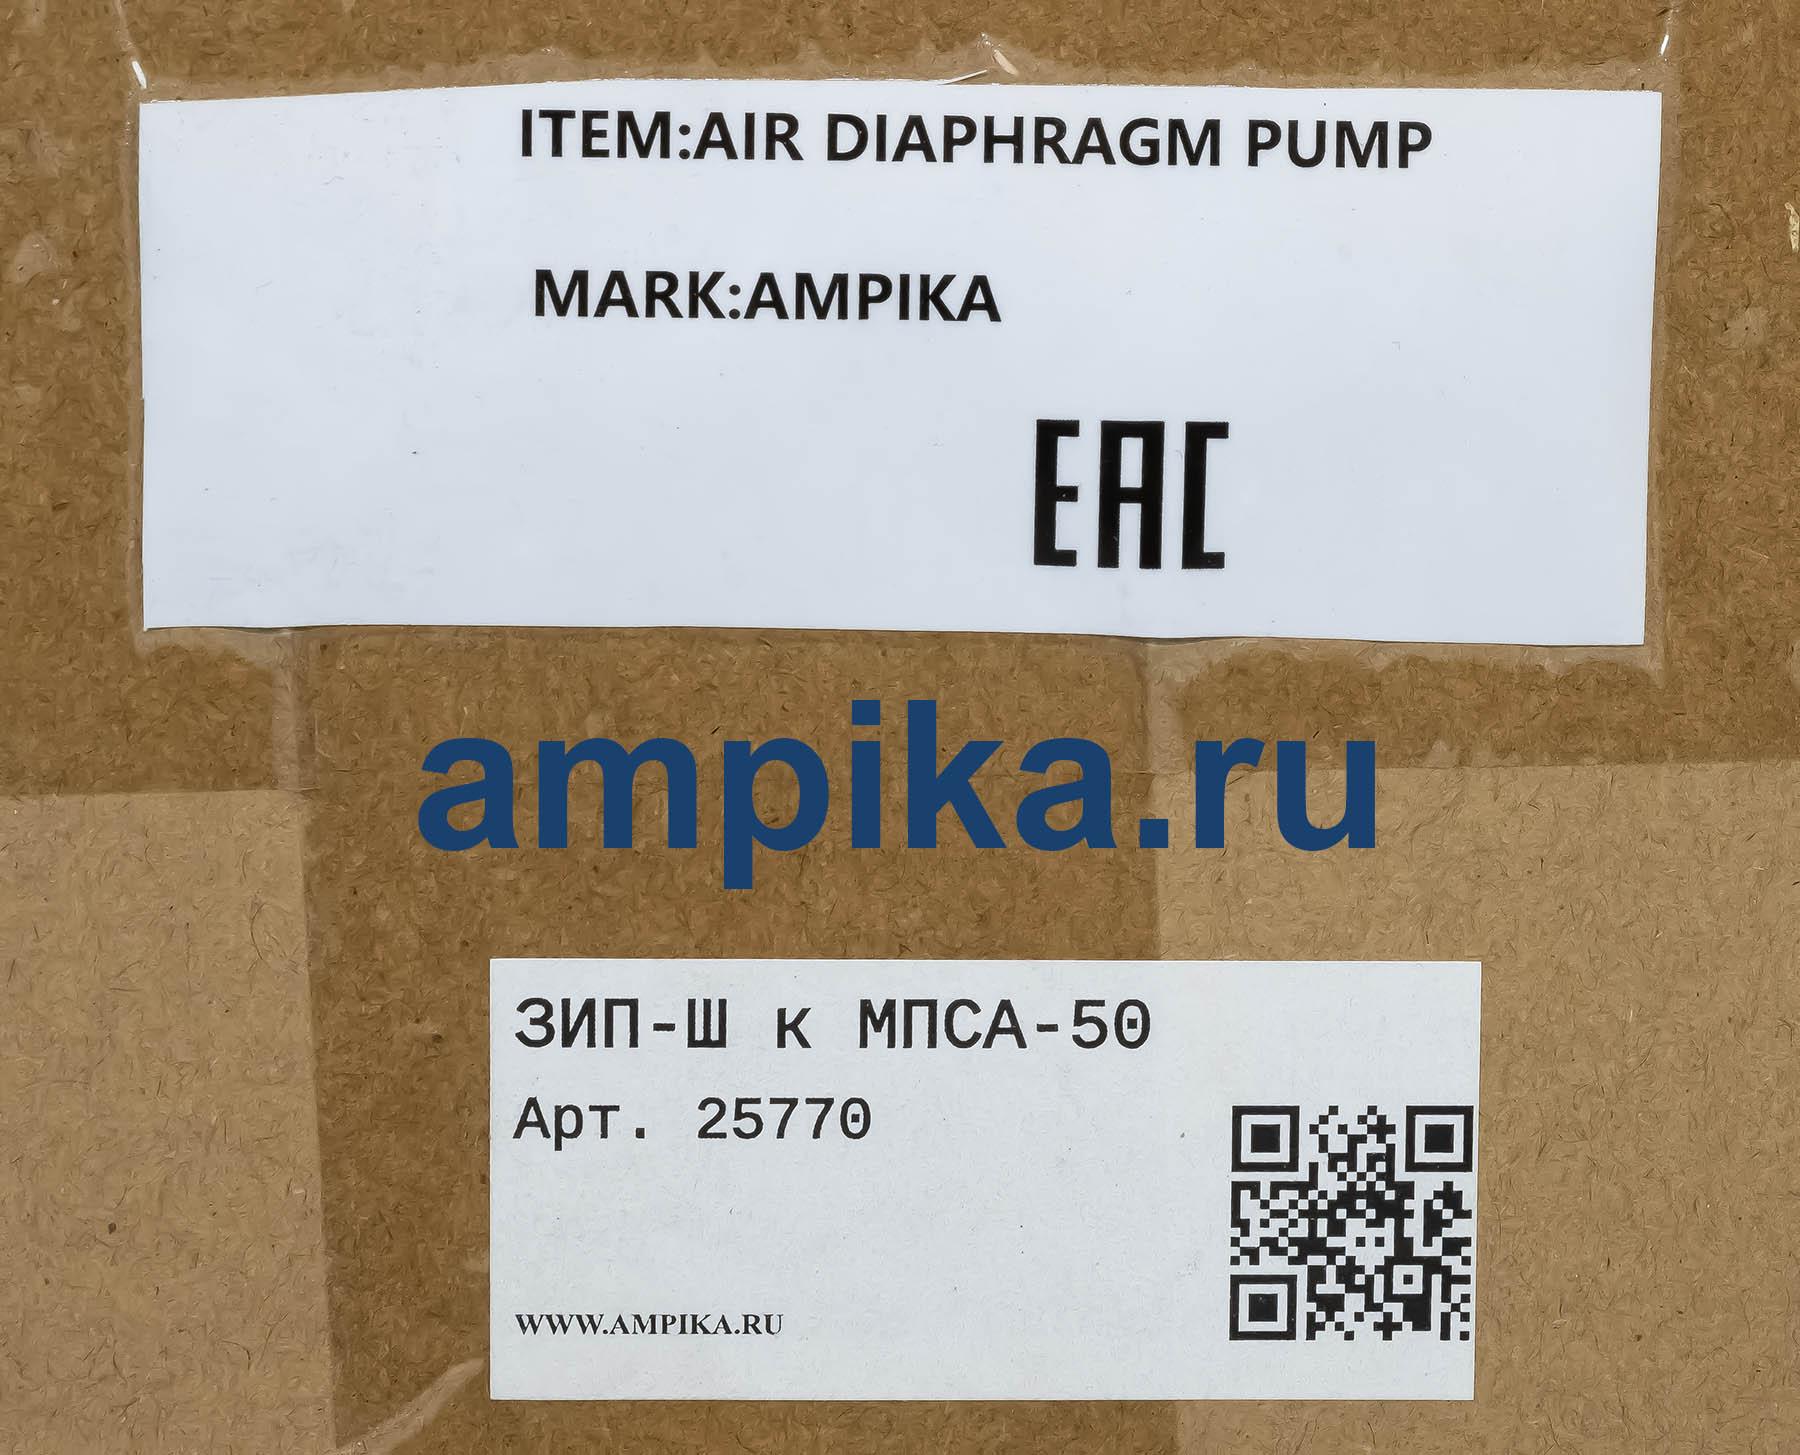 ITEM:AIR DIAPHRAGM PUMP
MARK:AMPIKA
EAC
ampika.ru
ЗИП-Ш к МПСА-50
Арт. 25770
WWW.AMPIKA.RU